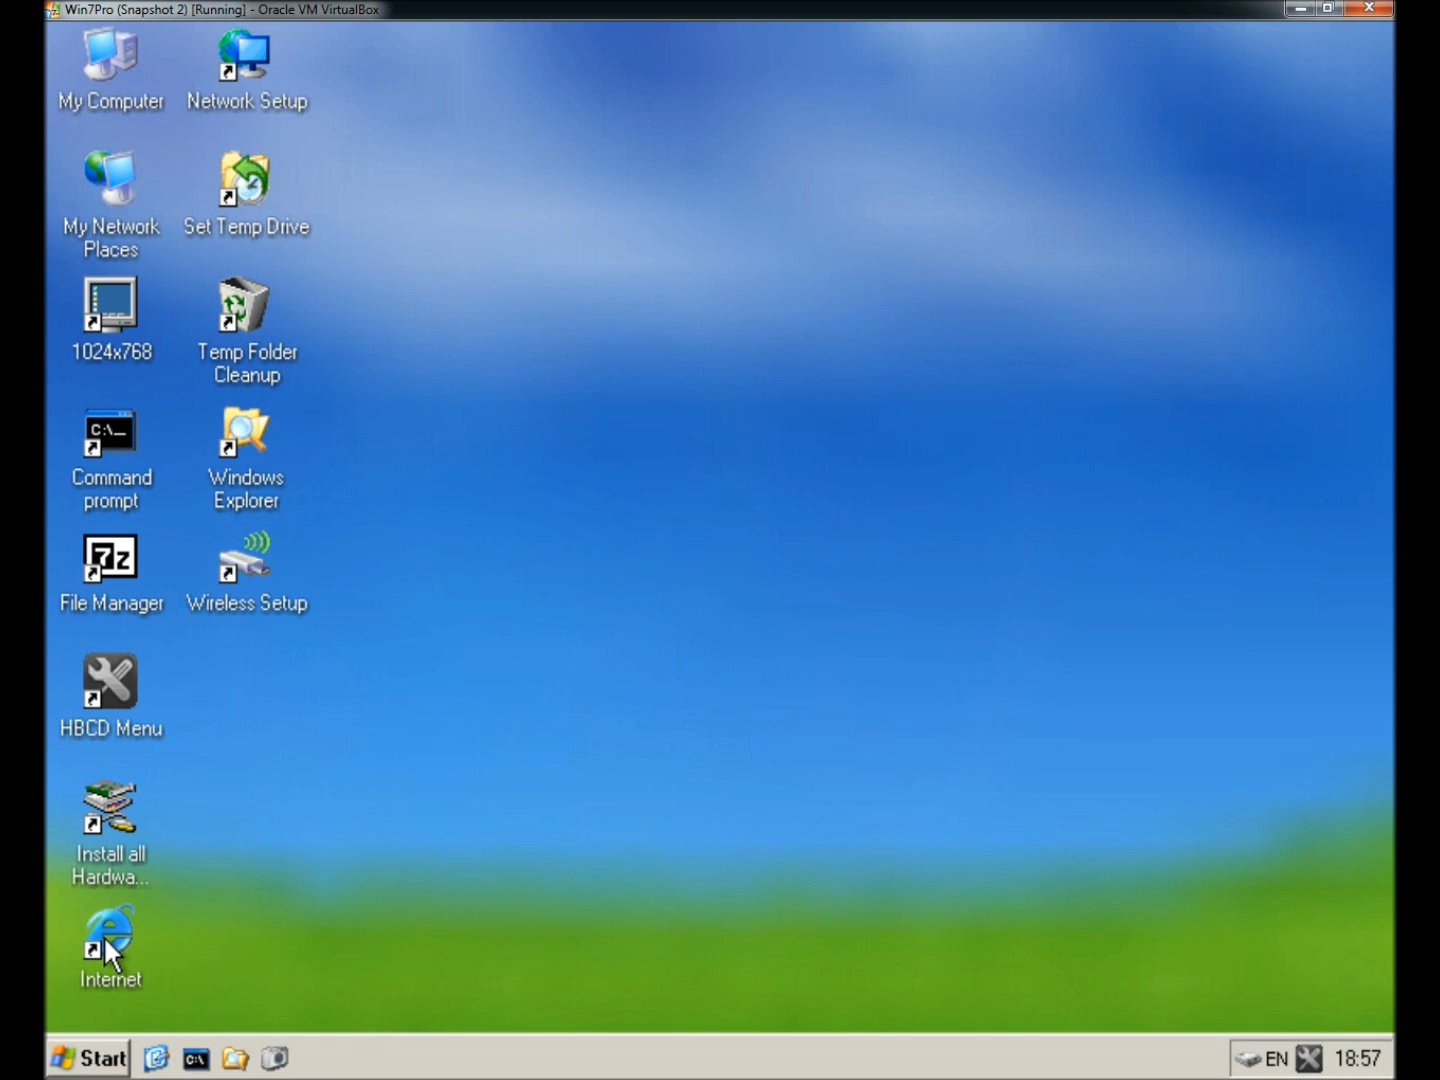 Win7Pro (Snapshot 2) [Running] - Oracle VM VirtualBox
My Computer
Network Setup
My Network
Places
Set Temp Drive
1024x768
Temp Folder
Cleanup
C:\_
Command
prompt
Windows
Explorer
7z
File Manager
Wireless Setup
HBCD Menu
Install all
Hardwa...
Internet
Start
C:\
EN
18:57